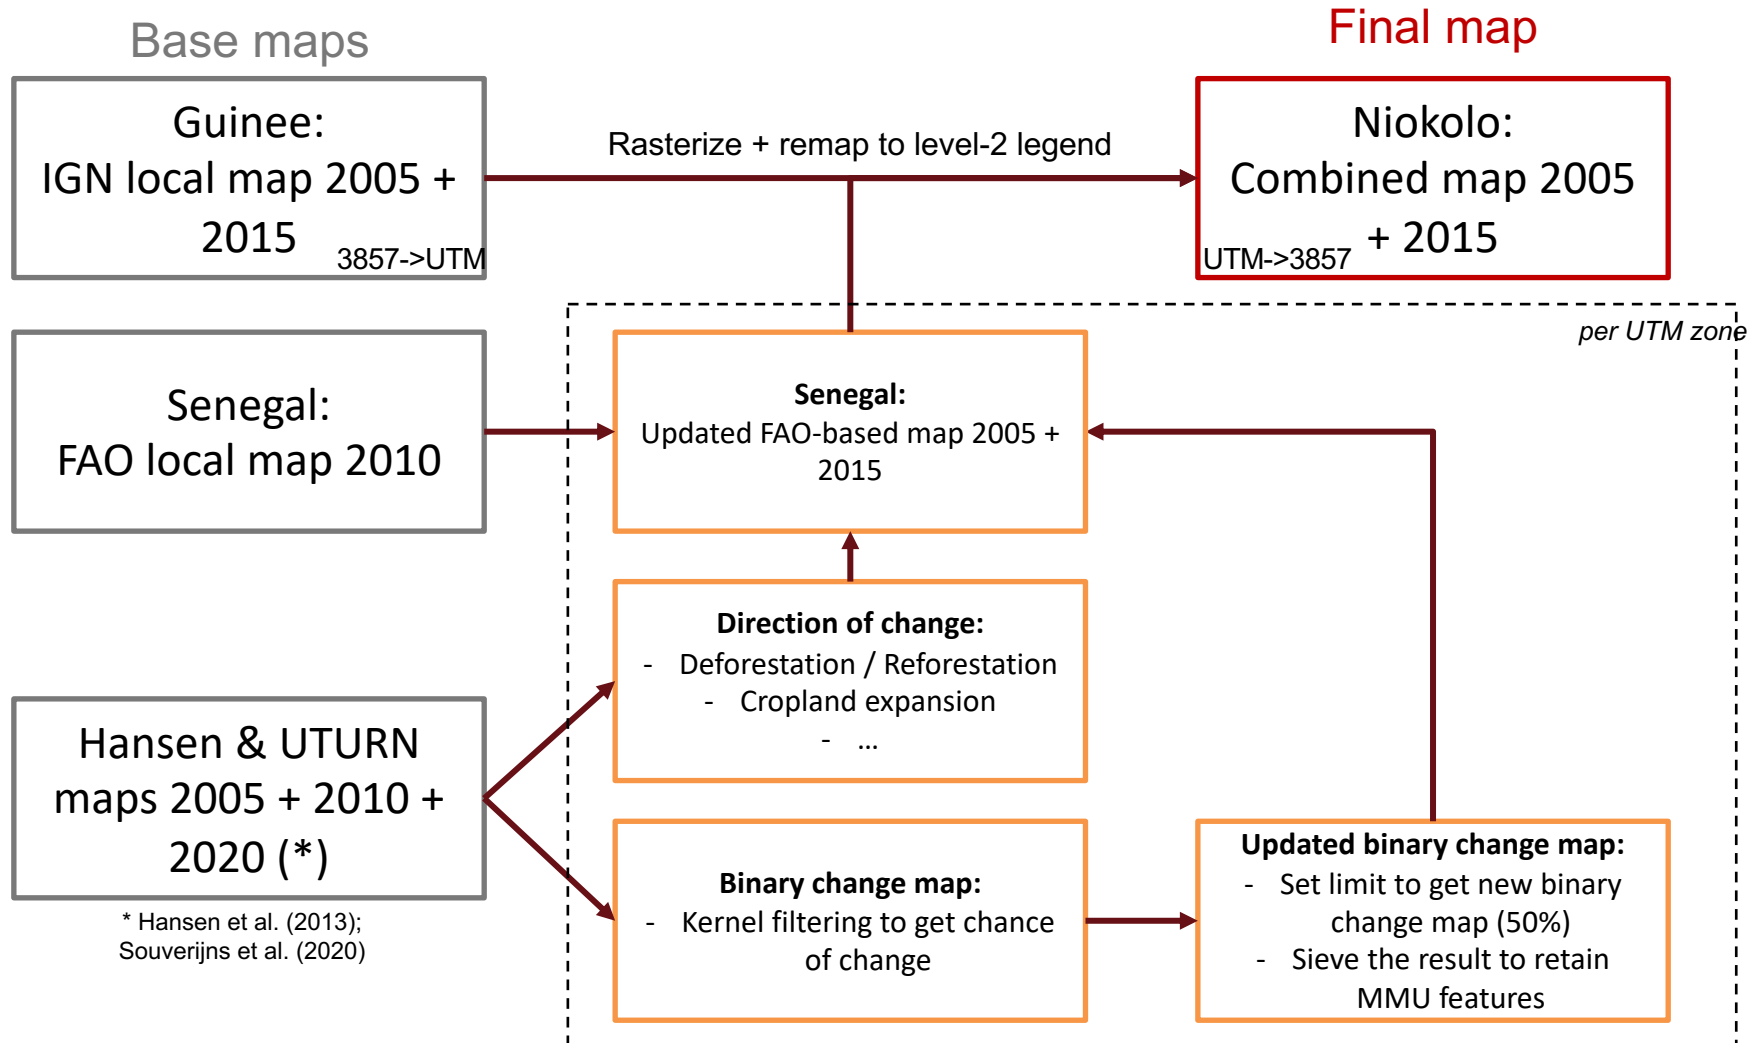 Base maps
Final map
Guinee:
IGN local map 2005 +
2015
3857->UTM
Rasterize + remap to level-2 legend
Niokolo:
Combined map 2005
+ 2015
UTM->3857
per UTM zone
Senegal:
FAO local map 2010
Senegal:
Updated FAO-based map 2005 +
2015
Direction of change:
- Deforestation / Reforestation
- Cropland expansion
- ...
Hansen & UTURN
maps 2005 + 2010 +
2020 (*)
* Hansen et al. (2013);
Souverijns et al. (2020)
Binary change map:
- Kernel filtering to get chance
of change
Updated binary change map:
- Set limit to get new binary
change map (50%)
- Sieve the result to retain
MMU features